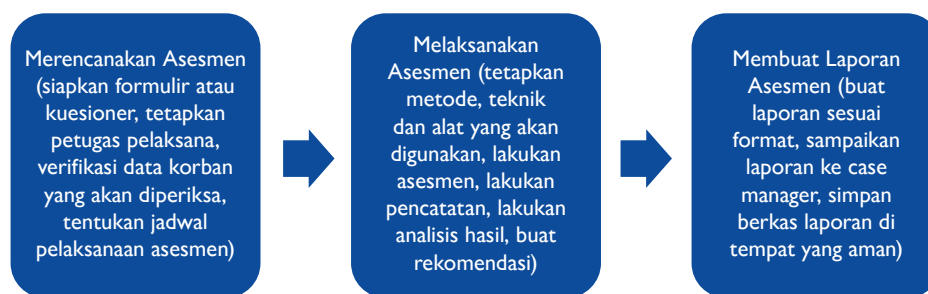 Merencanakan Asesmen
(siapkan formulir atau
kuesioner, tetapkan
petugas pelaksana,
verifikasi data korban
yang akan diperiksa,
tentukan jadwal
pelaksanaan asesmen)
Melaksanakan
Asesmen (tetapkan
metode, teknik
dan alat yang akan
digunakan, lakukan
asesmen, lakukan
pencatatan, lakukan
analisis hasil, buat
rekomendasi)
Membuat Laporan
Asesmen (buat
laporan sesuai
format, sampaikan
laporan ke case
manager, simpan
berkas laporan di
tempat yang aman)